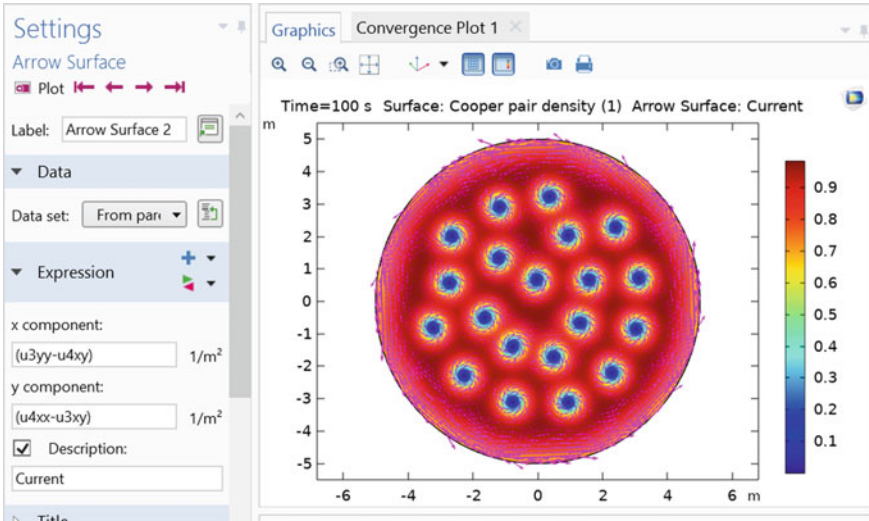 Settings
Arrow Surface
Plot
Label: Arrow Surface 2
Data
Data set: From par
Expression
x component:
(u3yy-u4xy) 1/m²
y component:
(u4xx-u3xy) 1/m²
Description:
Current
Title
Graphics Convergence Plot 1
Time=100 s Surface: Cooper pair density (1) Arrow Surface: Current
m
5
4
3
2
1
0
-1
-2
-3
-4
-5
-6 -4 -2 0 2 4 6 m
0.9
0.8
0.7
0.6
0.5
0.4
0.3
0.2
0.1